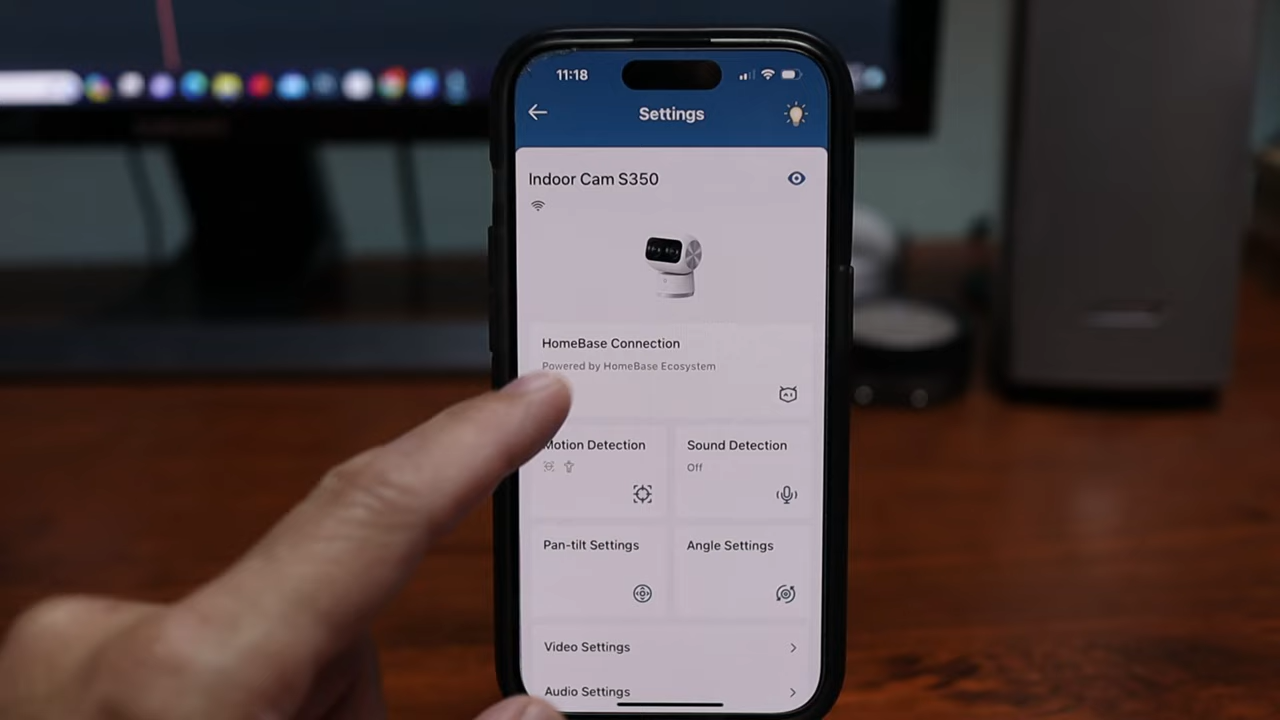 11:18
Settings
Indoor Cam S350
HomeBase Connection
Powered by HomeBase Ecosystem
Motion Detection
Sound Detection
Off
Pan-tilt Settings
Angle Settings
Video Settings
Audio Settings